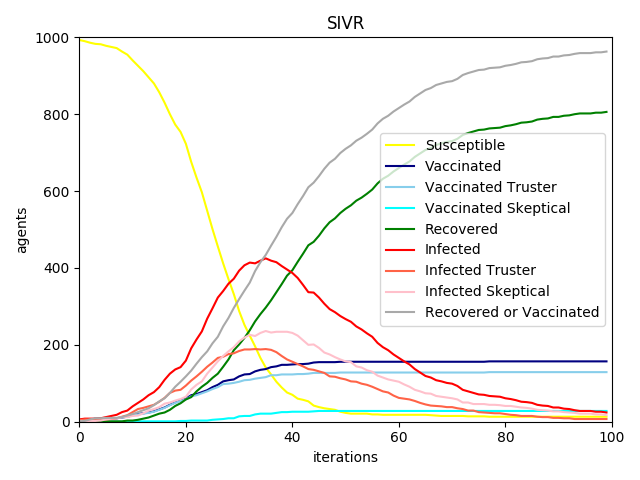 SIVR
1000
800
600
400
200
0
agents
Susceptible
Vaccinated
Vaccinated Truster
Vaccinated Skeptical
Recovered
Infected
Infected Truster
Infected Skeptical
Recovered or Vaccinated
0 20 40 60 80 100
iterations